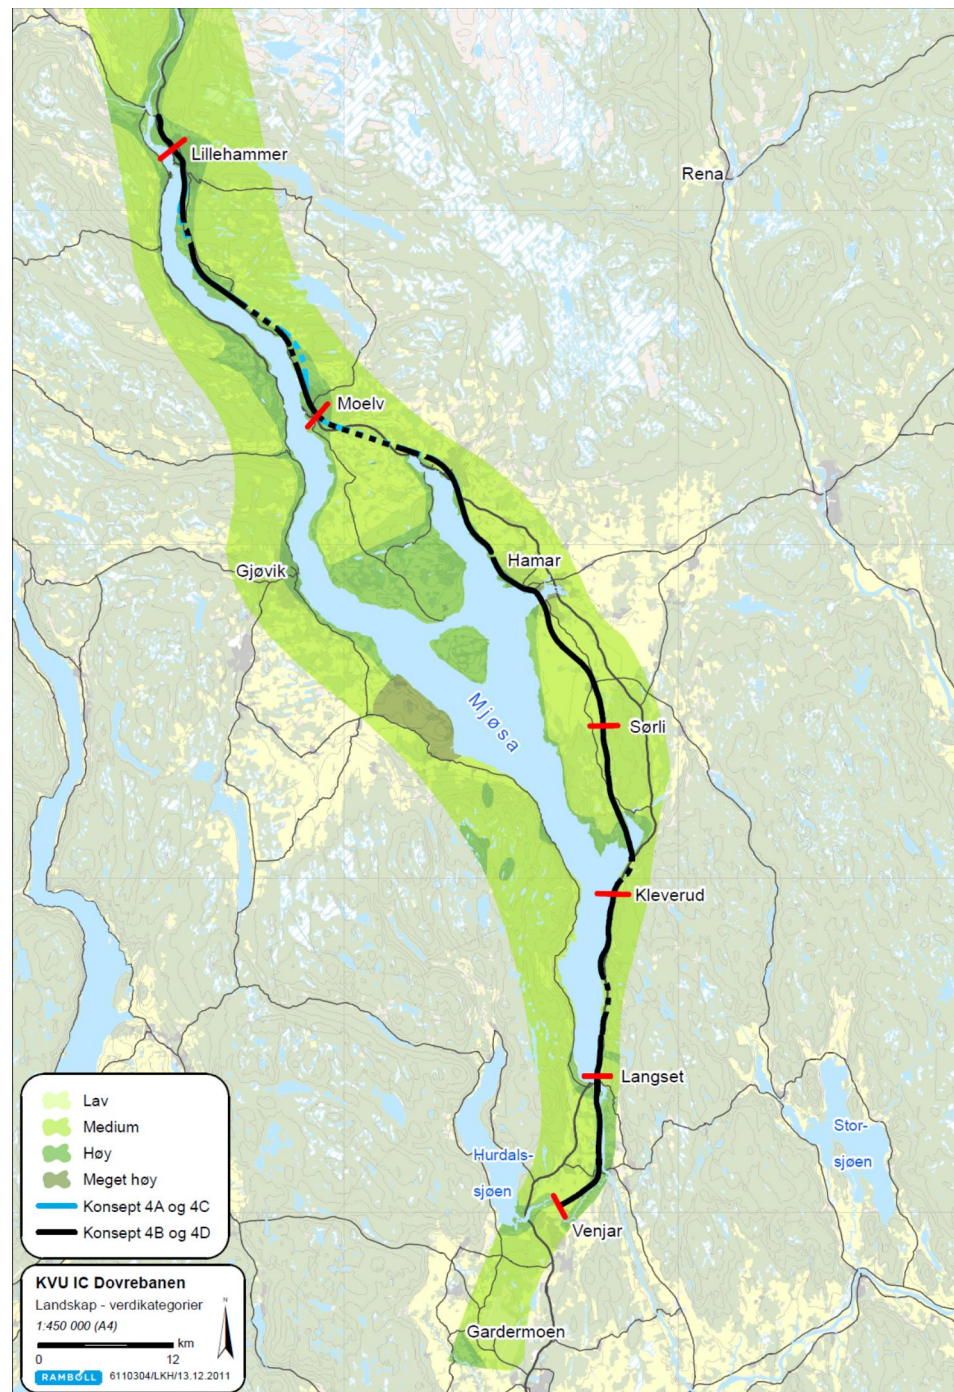 Lillehammer
Rena
Moelv
Hamar
Gjøvik
Mjøsa
Sørli
Kleverud
Langset
Stor-
sjøen
Hurdals-
sjøen
Venjar
Gardermoen
Lav
Medium
Høy
Meget høy
Konsept 4A og 4C
Konsept 4B og 4D
KVU IC Dovrebanen
Landskap - verdikategorier
1:450 000 (A4)
N
km
0 12
RAMBOLL 6110304/LKH/13.12.2011